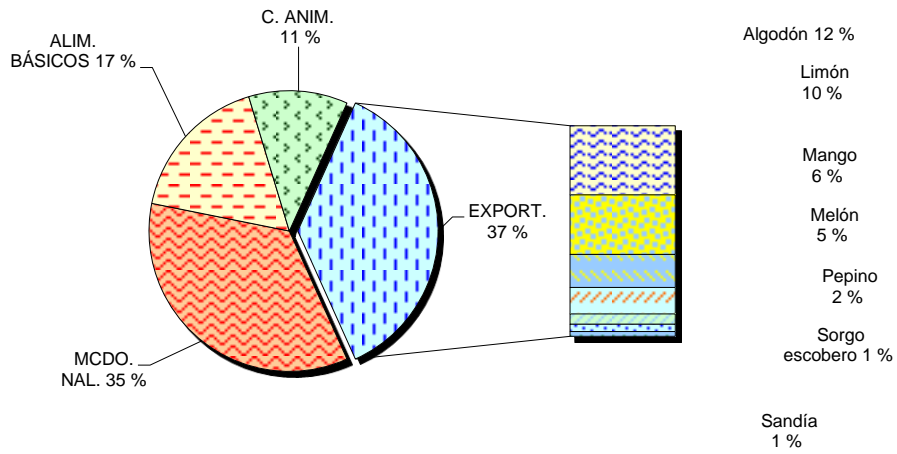 C. ANIM.
11 %
ALIM.
BÁSICOS 17 %
EXPORT.
37 %
MCDO.
NAL. 35 %
Algodón 12 %
Limón
10 %
Mango
6 %
Melón
5 %
Pepino
2 %
Sorgo
escobero 1 %
Sandía
1 %